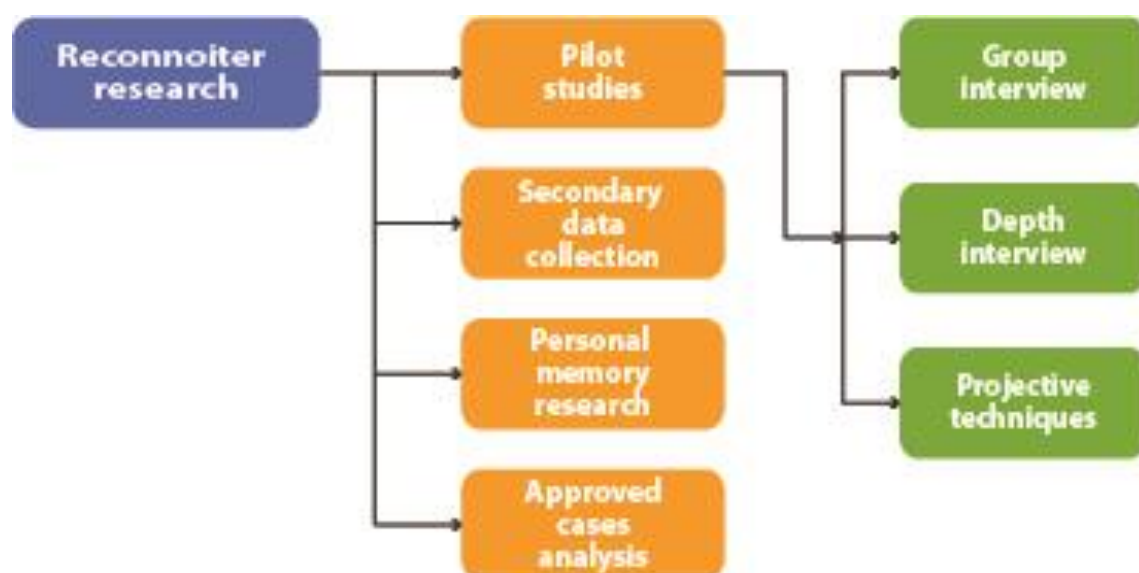 Reconnoiter
research
Pilot
studies
Secondary
data
collection
Personal
memory
research
Approved
cases
analysis
Group
interview
Depth
interview
Projective
techniques